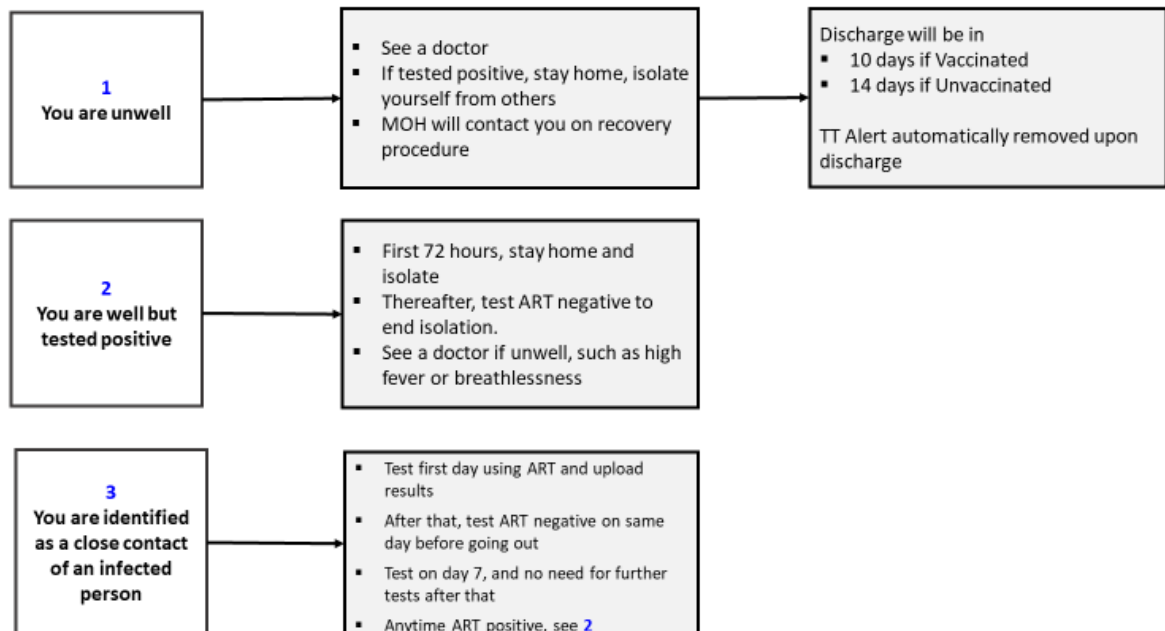 1
You are unwell
▪ See a doctor
▪ If tested positive, stay home, isolate
yourself from others
▪ MOH will contact you on recovery
procedure
Discharge will be in
▪ 10 days if Vaccinated
▪ 14 days if Unvaccinated
TT Alert automatically removed upon
discharge
2
You are well but
tested positive
▪ First 72 hours, stay home and
isolate
▪ Thereafter, test ART negative to
end isolation.
▪ See a doctor if unwell, such as high
fever or breathlessness
3
You are identified
as a close contact
of an infected
person
▪ Test first day using ART and upload
results
▪ After that, test ART negative on same
day before going out
▪ Test on day 7, and no need for further
tests after that
▪ Anytime ART positive, see 2